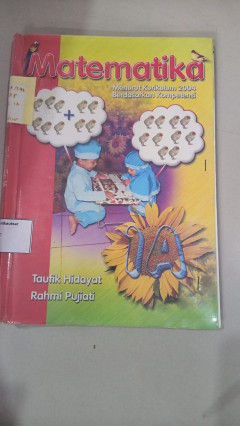 Matematika
Menurut Kurikulum 2004
Berdasarkan Kompetensi
+
1A
Taufik Hidayat
Rahmi Pujiati